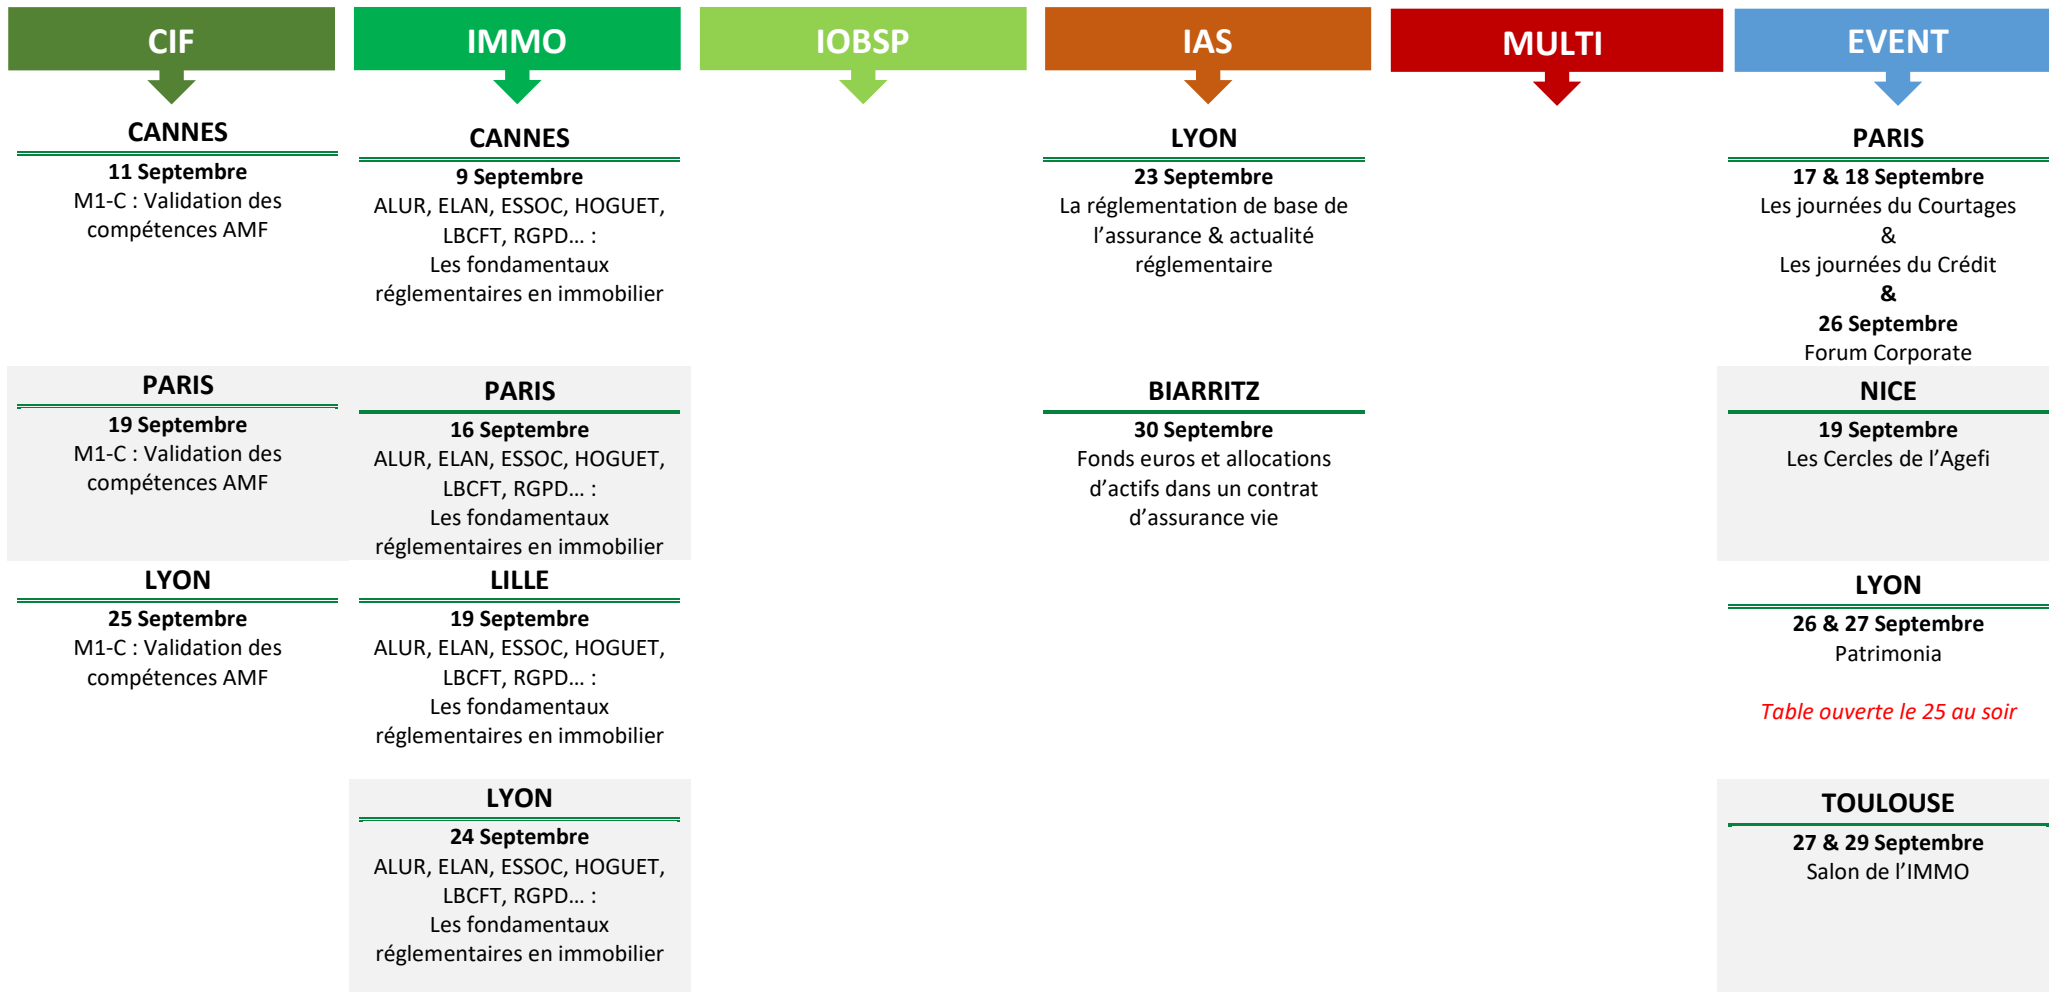 CIF
IMMO
IOBSP
IAS
MULTI
EVENT
CANNES
11 Septembre
M1-C : Validation des
compétences AMF
PARIS
19 Septembre
M1-C : Validation des
compétences AMF
LYON
25 Septembre
M1-C : Validation des
compétences AMF
CANNES
9 Septembre
ALUR, ELAN, ESSOC, HOGUET,
LBCFT, RGPD... :
Les fondamentaux
réglementaires en immobilier
PARIS
16 Septembre
ALUR, ELAN, ESSOC, HOGUET,
LBCFT, RGPD... :
Les fondamentaux
réglementaires en immobilier
LILLE
19 Septembre
ALUR, ELAN, ESSOC, HOGUET,
LBCFT, RGPD... :
Les fondamentaux
réglementaires en immobilier
LYON
24 Septembre
ALUR, ELAN, ESSOC, HOGUET,
LBCFT, RGPD... :
Les fondamentaux
réglementaires en immobilier
LYON
23 Septembre
La réglementation de base de
l’assurance & actualité
réglementaire
BIARRITZ
30 Septembre
Fonds euros et allocations
d’actifs dans un contrat
d’assurance vie
PARIS
17 & 18 Septembre
Les journées du Courtages
&
Les journées du Crédit
&
26 Septembre
Forum Corporate
NICE
19 Septembre
Les Cercles de l’Agefi
LYON
26 & 27 Septembre
Patrimonia
Table ouverte le 25 au soir
TOULOUSE
27 & 29 Septembre
Salon de l’IMMO